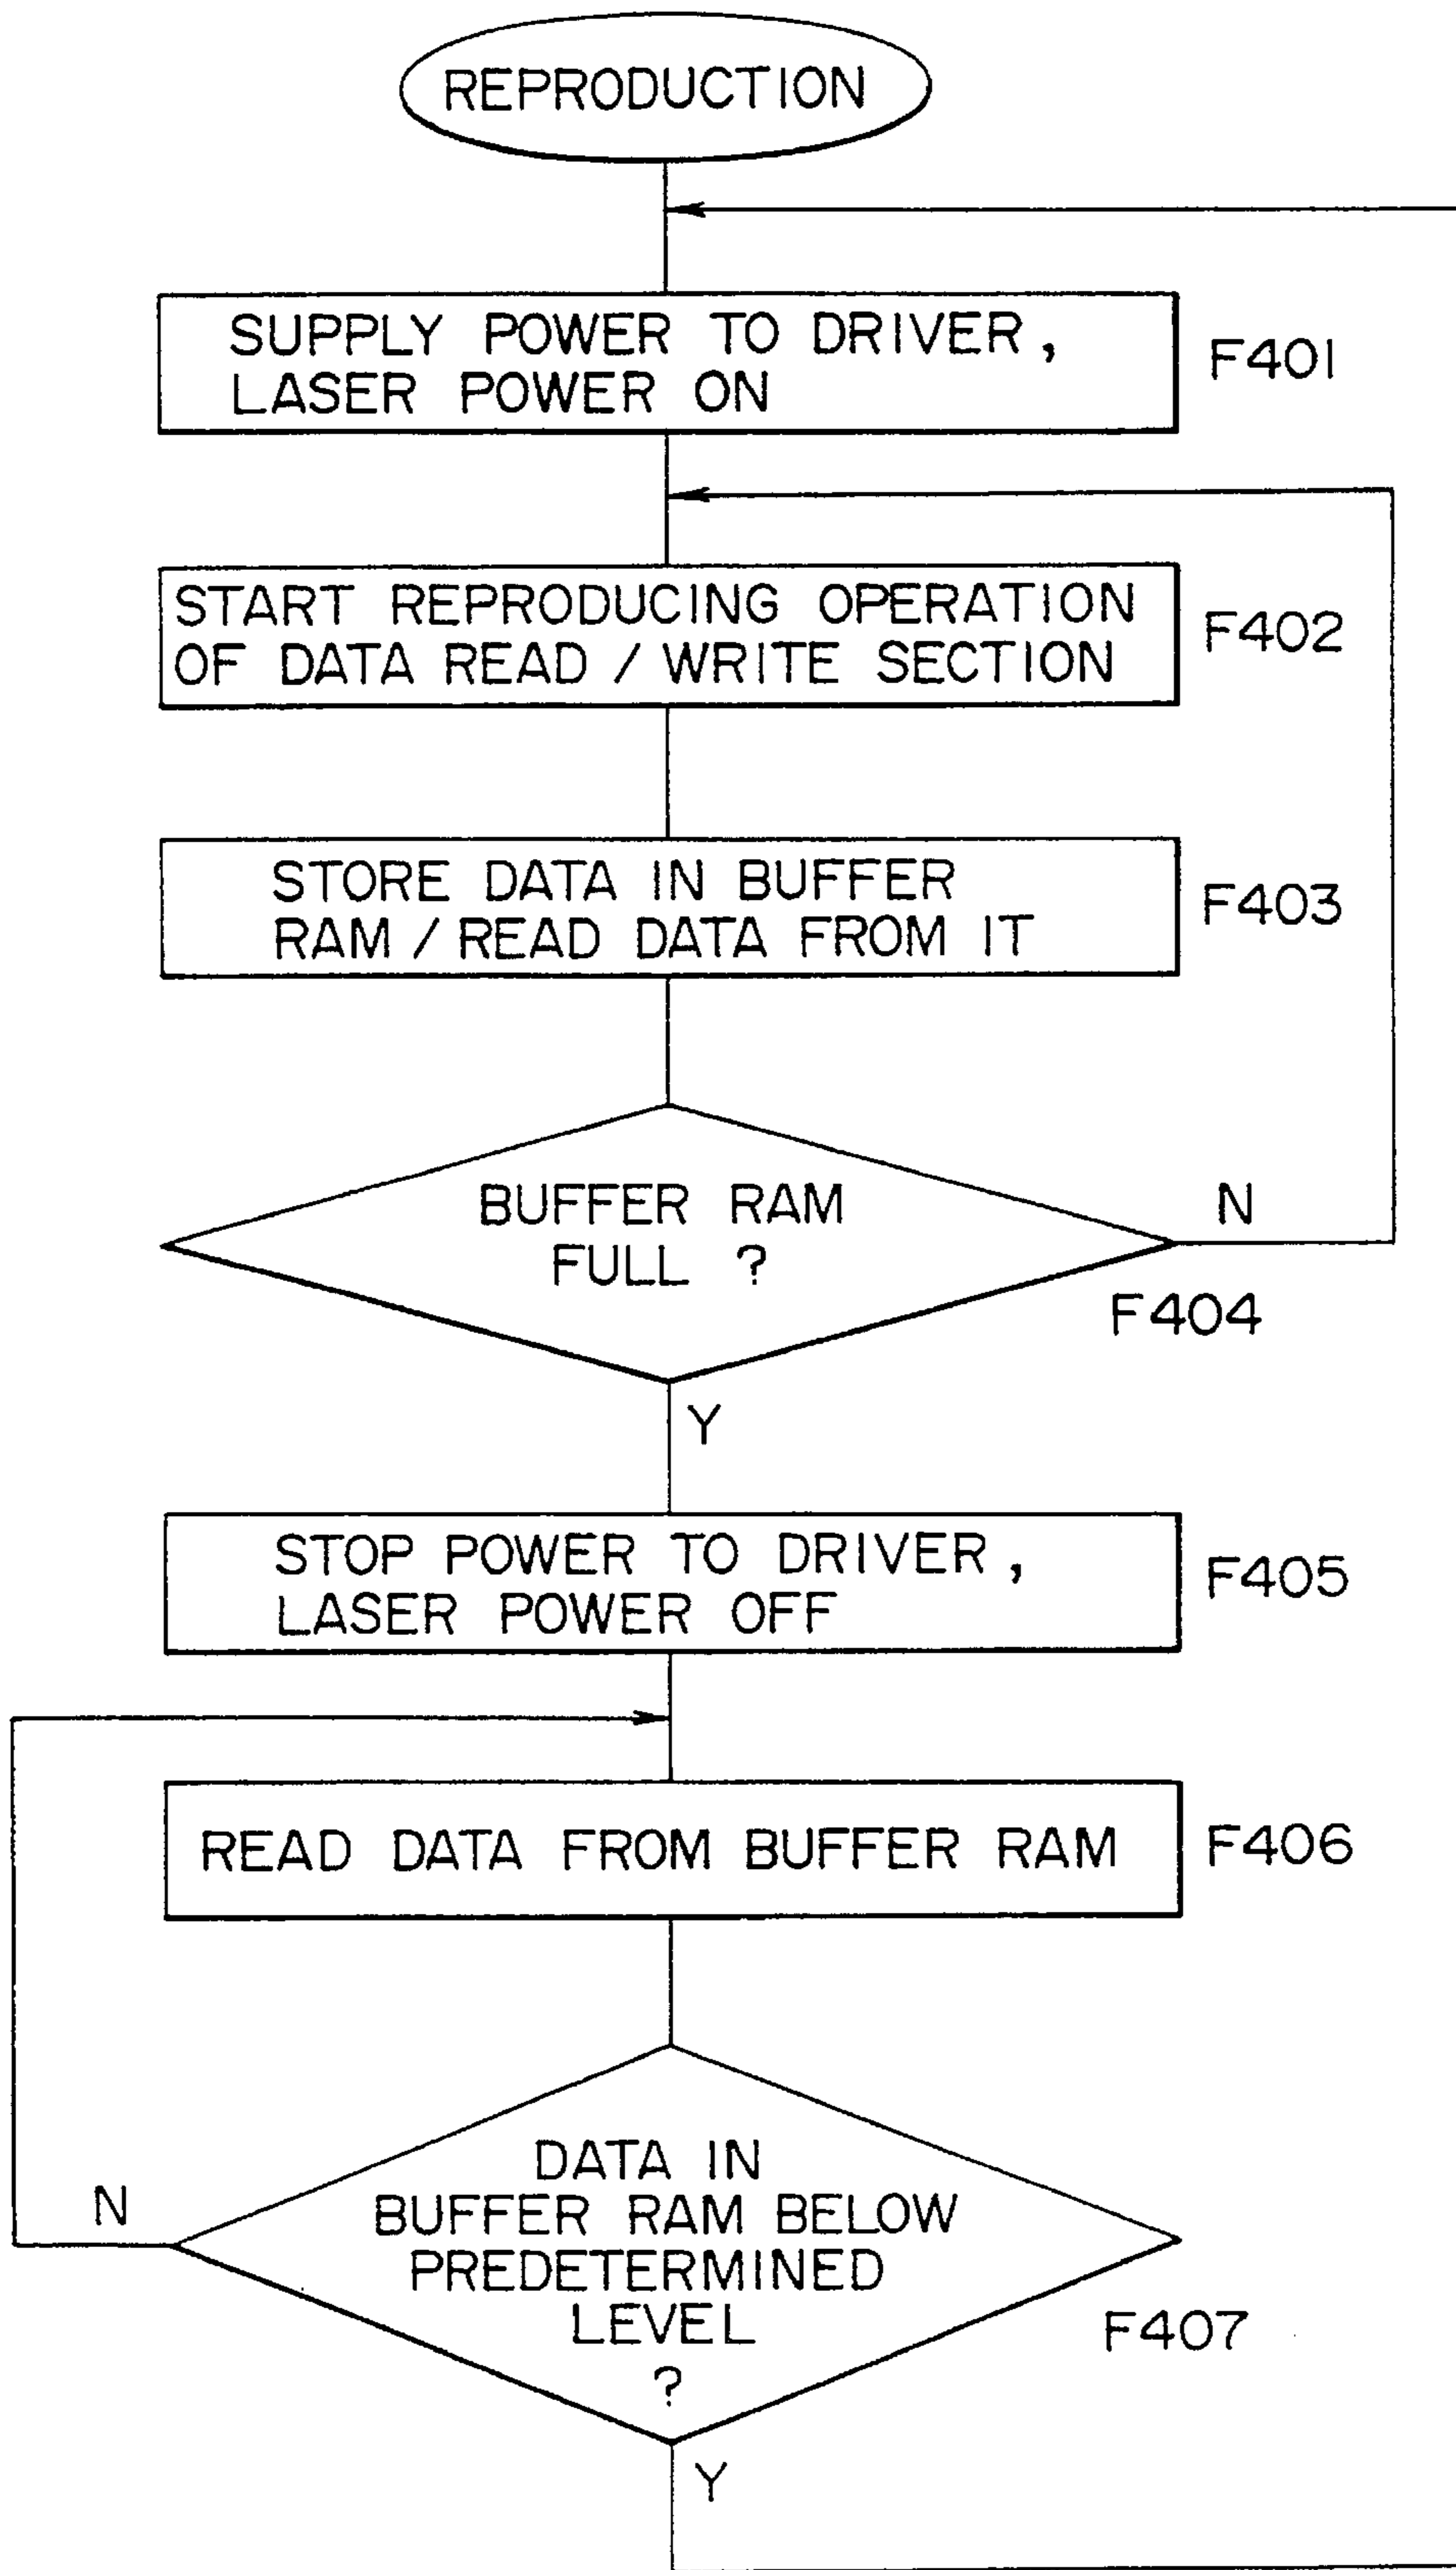 REPRODUCTION
SUPPLY POWER TO DRIVER,
LASER POWER ON
F401
START REPRODUCING OPERATION
OF DATA READ / WRITE SECTION
F402
STORE DATA IN BUFFER
RAM / READ DATA FROM IT
F403
BUFFER RAM
FULL ?
N
F404
Y
STOP POWER TO DRIVER,
LASER POWER OFF
F405
READ DATA FROM BUFFER RAM
F406
DATA IN
BUFFER RAM BELOW
PREDETERMINED
LEVEL
?
N
F407
Y